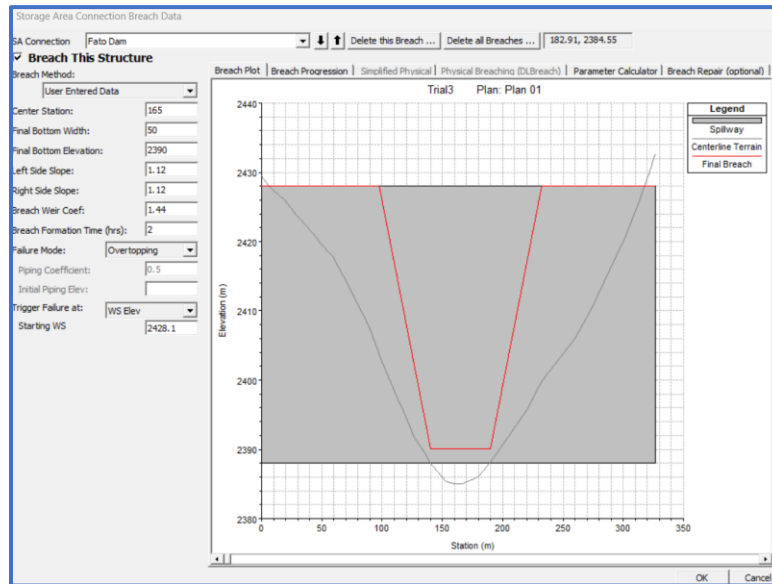 Storage Area Connection Breach Data
SA Connection Fato Dam Delete this Breach ... Delete all Breaches ... 182.91, 2384.55
Breach This Structure
Breach Method:
User Entered Data
Center Station: 165
Final Bottom Width: 50
Final Bottom Elevation: 2390
Left Side Slope: 1.12
Right Side Slope: 1.12
Breach Weir Coef: 1.44
Breach Formation Time (hrs): 2
Failure Mode: Overtopping
Piping Coefficient: 0.5
Initial Piping Elev:
Trigger Failure at: WS Elev
Starting WS 2428.1
Breach Plot Breach Progression Simplified Physical Physical Breaching (DLBreach) Parameter Calculator Breach Repair (optional)
Trial3 Plan: Plan 01
Legend
Spillway
Centerline Terrain
Final Breach
Elevation (m)
2440
2430
2420
2410
2400
2390
2380
0 50 100 150 200 250 300 350
Station (m)
OK Cancel